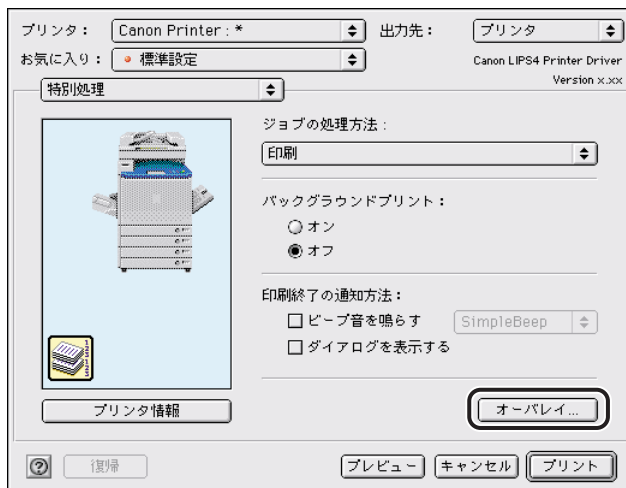 プリンタ： Canon Printer : * 出力先： プリンタ
お気に入り： 標準設定 Canon LIPS4 Printer Driver
Version x.xx
特別処理
ジョブの処理方法：
印刷
バックグラウンドプリント：
オン
オフ
印刷終了の通知方法：
ビープ音を鳴らす SimpleBeep
ダイアログを表示する
プリンタ情報 オーバレイ...
? 復帰 プレビュー キャンセル プリント